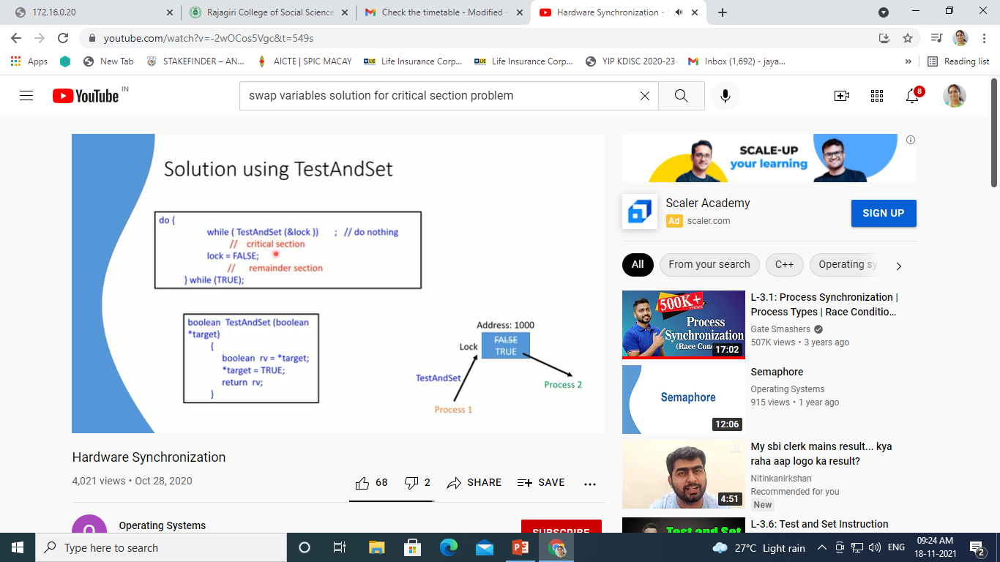 172.16.0.20
Rajagiri College of Social Science
Check the timetable - Modified -
Hardware Synchronization -
youtube.com/watch?v=-2wOCos5Vgc&t=549s
Apps
New Tab
STAKEFINDER – AN...
AICTE | SPIC MACAY
Life Insurance Corp...
Life Insurance Corp...
YIP KDISC 2020-23
Inbox (1,692) - jaya...
»
Reading list
YouTube IN
swap variables solution for critical section problem
8
Solution using TestAndSet
do {
while ( TestAndSet (&lock )) ; // do nothing
// critical section
lock = FALSE;
// remainder section
} while (TRUE);
boolean TestAndSet (boolean
*target)
{
boolean rv = *target;
*target = TRUE;
return rv;
}
Address: 1000
Lock
FALSE
TRUE
TestAndSet
Process 1
Process 2
Hardware Synchronization
4,021 views • Oct 28, 2020
68
2
SHARE
SAVE
Operating Systems
SUBSCRIBE
SCALE-UP
your learning
Scaler Academy
Ad scaler.com
SIGN UP
All
From your search
C++
Operating sy
500K+
VIEWS
Process
Synchronization
17:02
L-3.1: Process Synchronization |
Process Types | Race Conditio...
Gate Smashers
507K views • 3 years ago
Semaphore
12:06
Semaphore
Operating Systems
915 views • 1 year ago
4:51
My sbi clerk mains result... kya
raha aap logo ka result?
Nitinkanirkshan
Recommended for you
New
Test and Set
L-3.6: Test and Set Instruction
Type here to search
27°C Light rain
ENG
09:24 AM
18-11-2021
2